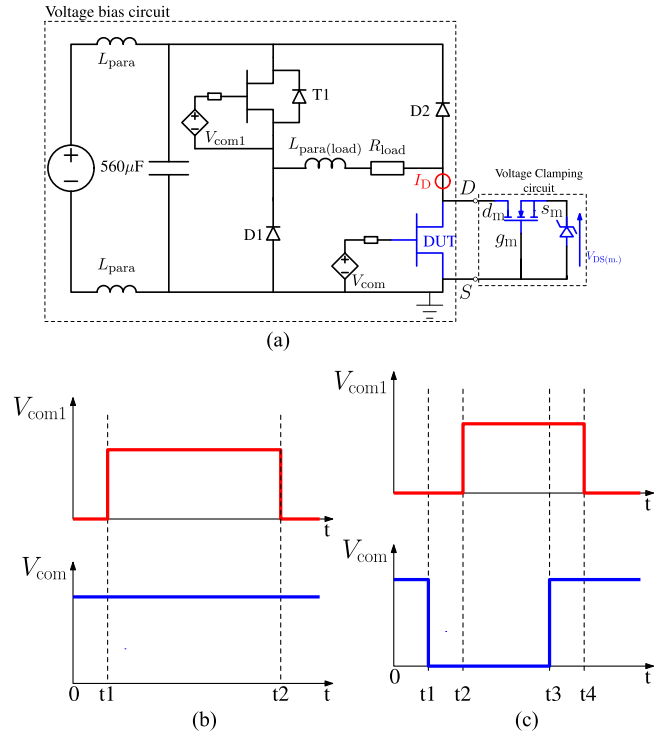 Voltage bias circuit
L_para
T1
D2
V_com1
L_para(load) R_load
560μF
I_D
D
Voltage Clamping
circuit
d_m s_m
g_m
D1
DUT
V_DS(m.)
L_para
V_com
S
(a)
V_com1
t
V_com
0 t1 t2 t
(b)
V_com1
t
V_com
0 t1 t2 t3 t4 t
(c)